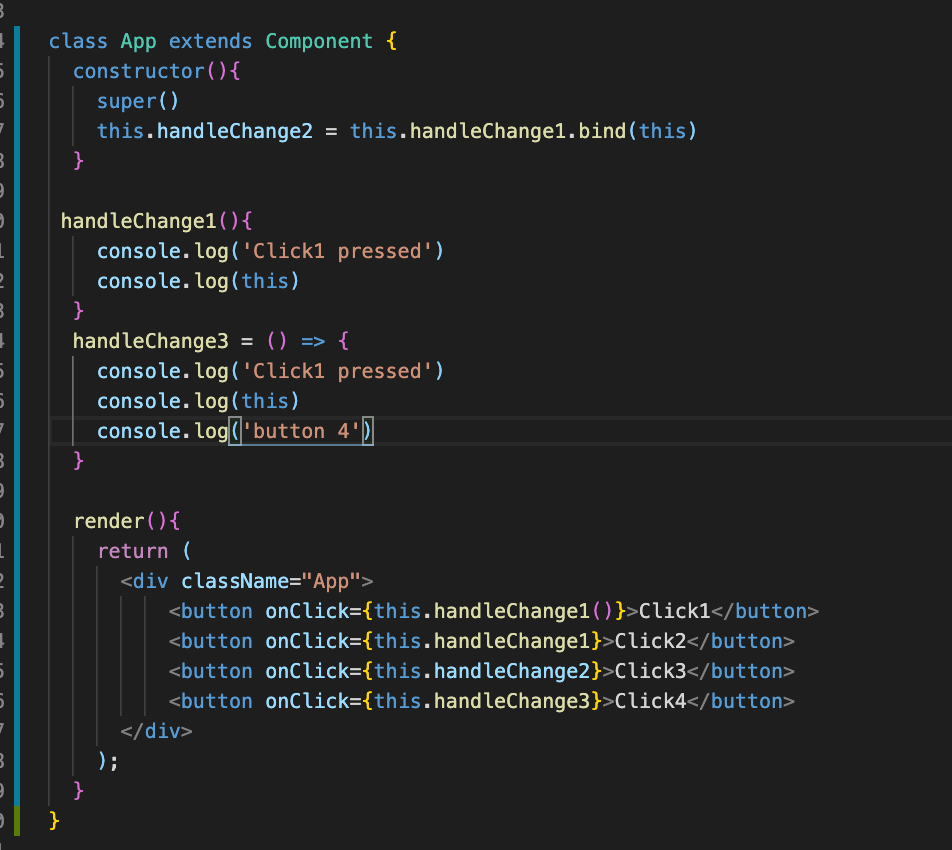 class App extends Component {
constructor(){
super()
this.handleChange2 = this.handleChange1.bind(this)
}
handleChange1(){
console.log('Click1 pressed')
console.log(this)
}
handleChange3 = () => {
console.log('Click1 pressed')
console.log(this)
console.log('button 4')
}
render(){
return (
<div className="App">
<button onClick={this.handleChange1()}>Click1</button>
<button onClick={this.handleChange1}>Click2</button>
<button onClick={this.handleChange2}>Click3</button>
<button onClick={this.handleChange3}>Click4</button>
</div>
);
}
}